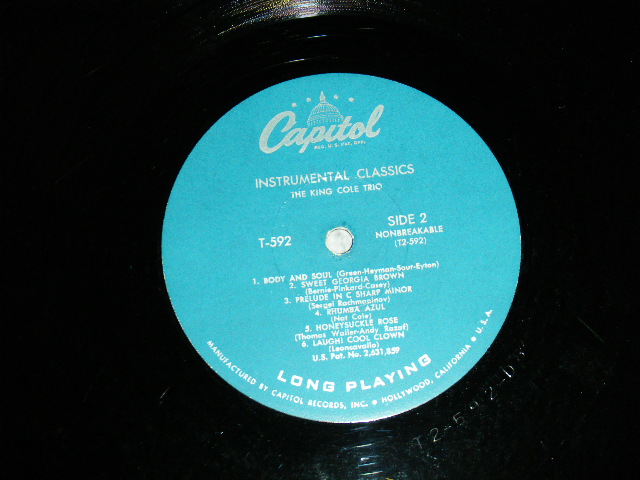 Capitol
REG. U.S. PAT. OFF.
INSTRUMENTAL CLASSICS
THE KING COLE TRIO
T-592
SIDE 2
NONBREAKABLE
(T2-592)
1. BODY AND SOUL (Green-Heyman-Sour-Eyton)
2. SWEET GEORGIA BROWN
(Bernie-Pinkard-Casey)
3. PRELUDE IN C SHARP MINOR
(Sergei Rachmaninov)
4. RHUMBA AZUL
(Nat Cole)
5. HONEYSUCKLE ROSE
(Thomas Waller-Andy Razaf)
6. LAUGH! COOL CLOWN
(Leoncavallo)
U.S. Pat. No. 2,631,859
LONG PLAYING
MANUFACTURED BY CAPITOL RECORDS, INC. ★ HOLLYWOOD, CALIFORNIA ★ U.S.A.
T2-592-D